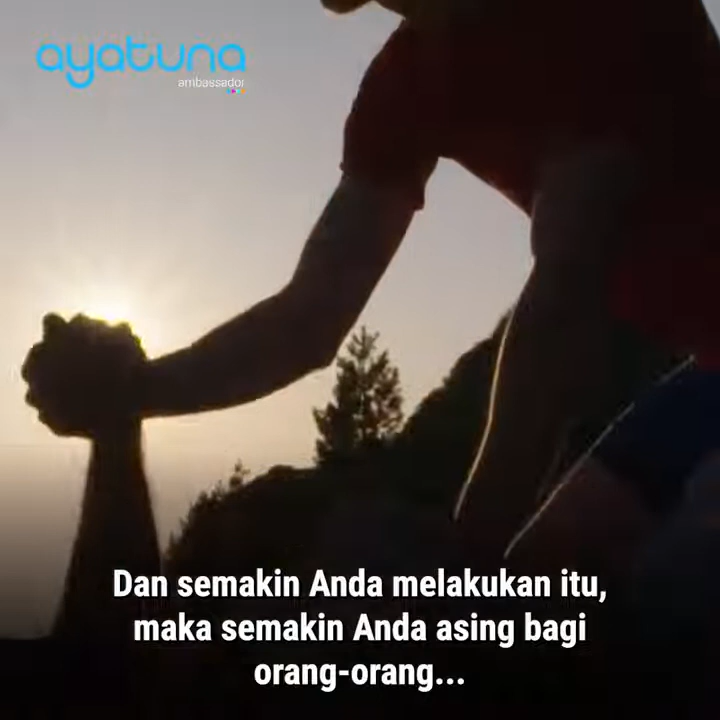 ayatuna
ambassador
Dan semakin Anda melakukan itu,
maka semakin Anda asing bagi
orang-orang...